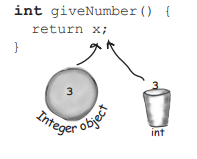 int giveNumber() {
return x;
}
3
3
Integer object
int